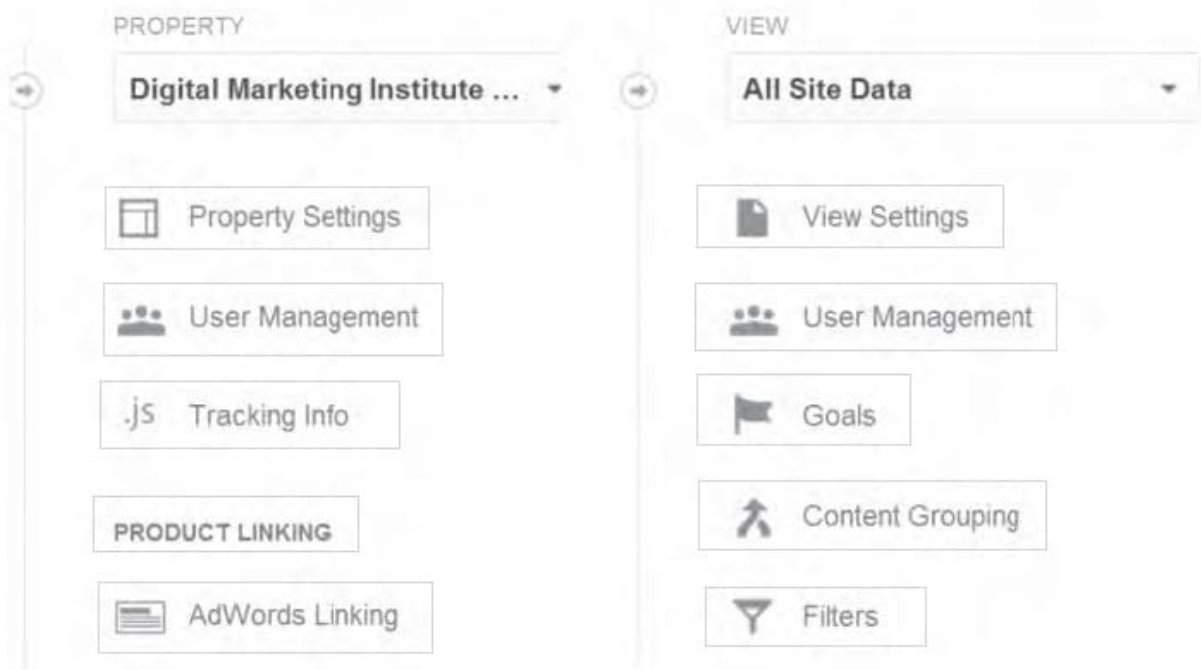 PROPERTY
Digital Marketing Institute ...
Property Settings
User Management
.js Tracking Info
PRODUCT LINKING
AdWords Linking
VIEW
All Site Data
View Settings
User Management
Goals
Content Grouping
Filters